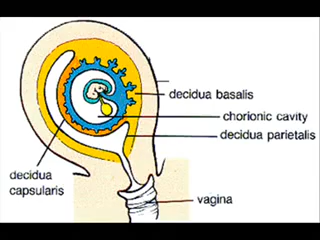 decidua basalis
chorionic cavity
decidua parietalis
decidua
capsularis
vagina